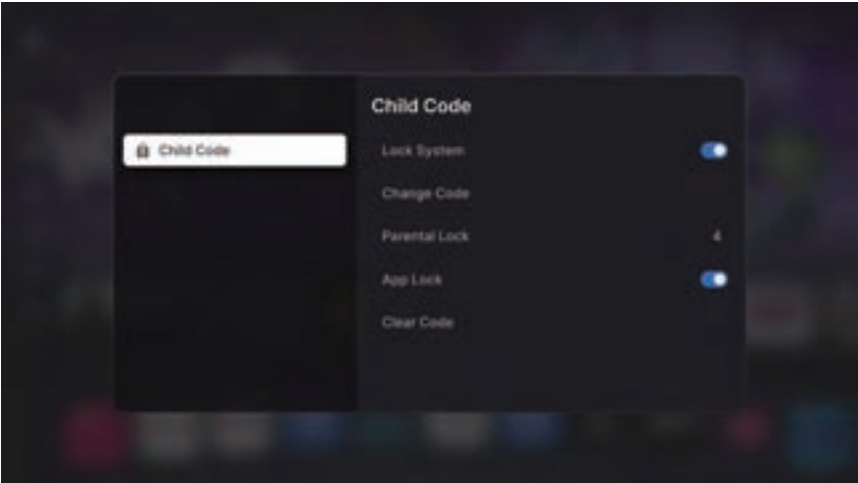 Child Code
Child Code
Lock System
Change Code
Parental Lock 4
App Lock
Clear Code